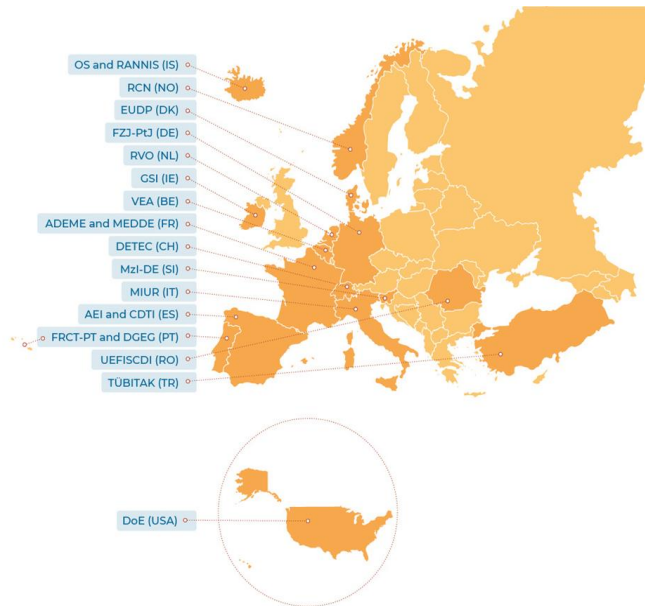 OS and RANNIS (IS)
RCN (NO)
EUDP (DK)
FZJ-PtJ (DE)
RVO (NL)
GSI (IE)
VEA (BE)
ADEME and MEDDE (FR)
DETEC (CH)
MzI-DE (SI)
MIUR (IT)
AEI and CDTI (ES)
FRCT-PT and DGEG (PT)
UEFISCDI (RO)
TÜBITAK (TR)
DoE (USA)